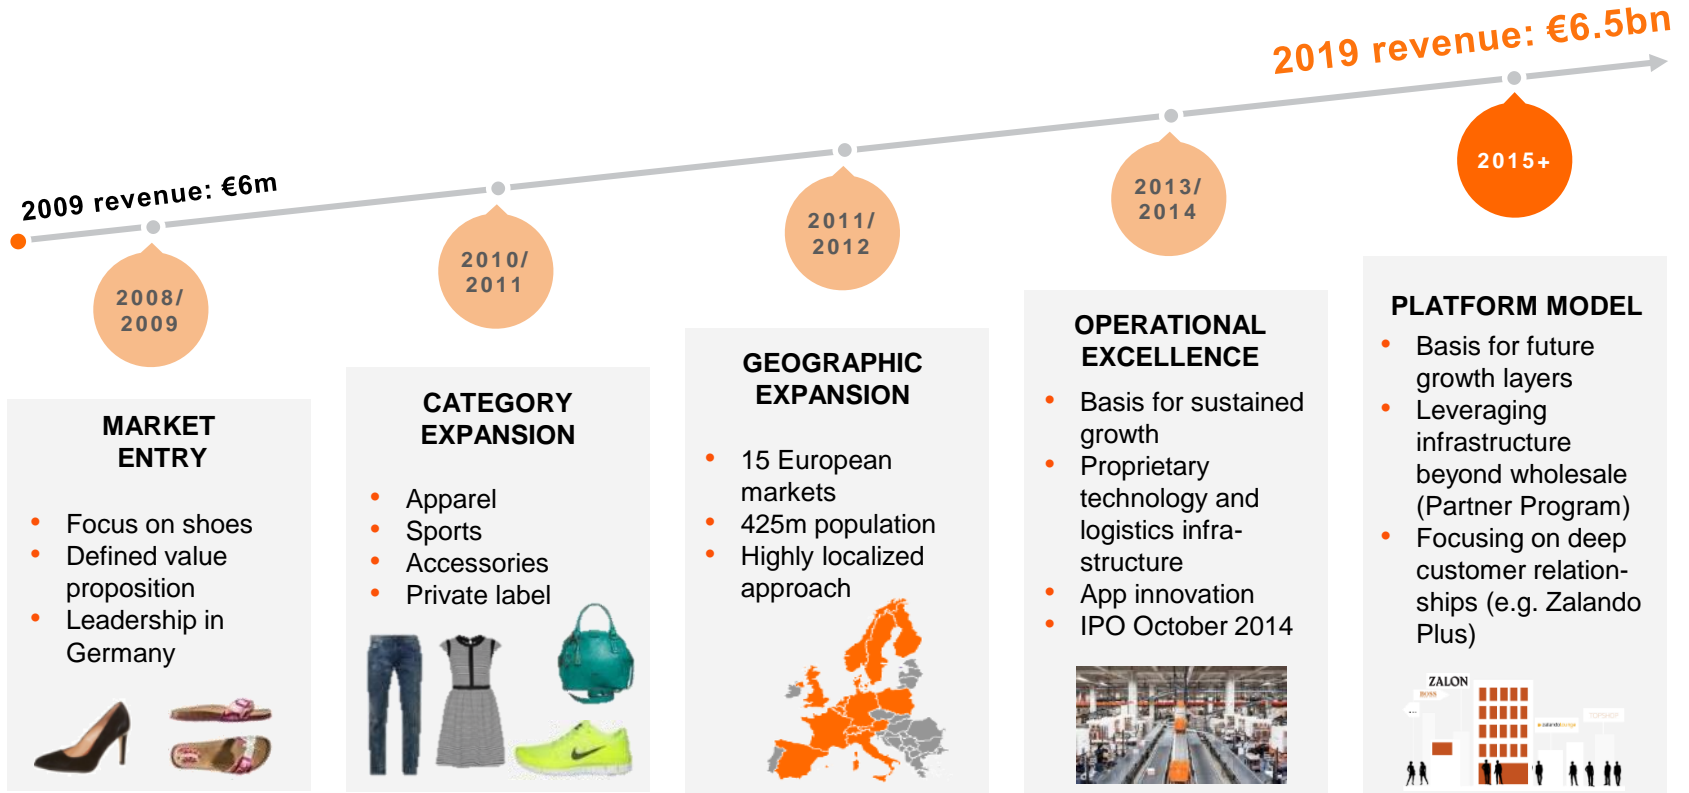 2019 revenue: €6.5bn
2009 revenue: €6m
2008/
2009
2010/
2011
2011/
2012
2013/
2014
2015+
MARKET
ENTRY
• Focus on shoes
• Defined value
proposition
• Leadership in
Germany
CATEGORY
EXPANSION
• Apparel
• Sports
• Accessories
• Private label
GEOGRAPHIC
EXPANSION
• 15 European
markets
• 425m population
• Highly localized
approach
OPERATIONAL
EXCELLENCE
• Basis for sustained
growth
• Proprietary
technology and
logistics infra-
structure
• App innovation
• IPO October 2014
PLATFORM MODEL
• Basis for future
growth layers
• Leveraging
infrastructure
beyond wholesale
(Partner Program)
• Focusing on deep
customer relation-
ships (e.g. Zalando
Plus)
ZALON
BOSS
zalandolounge
TOPSHOP